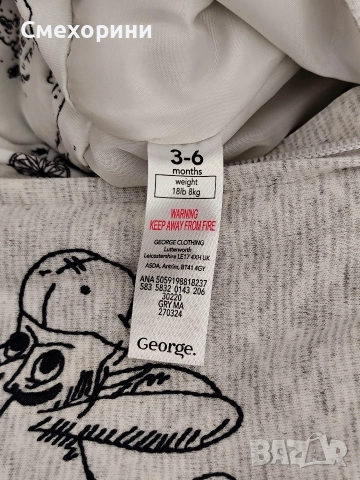 Смехорини
3-6
months
weight
18lb 8kg
WARNING
KEEP AWAY FROM FIRE
GEORGE CLOTHING
Lutterworth
Leicestershire LE17 4XH UK
ASDA, Antries, BT41 4GY
ANA 5059198818237
583 5832 0143 206
30220
GRY MA
270324
George.
BAZAR